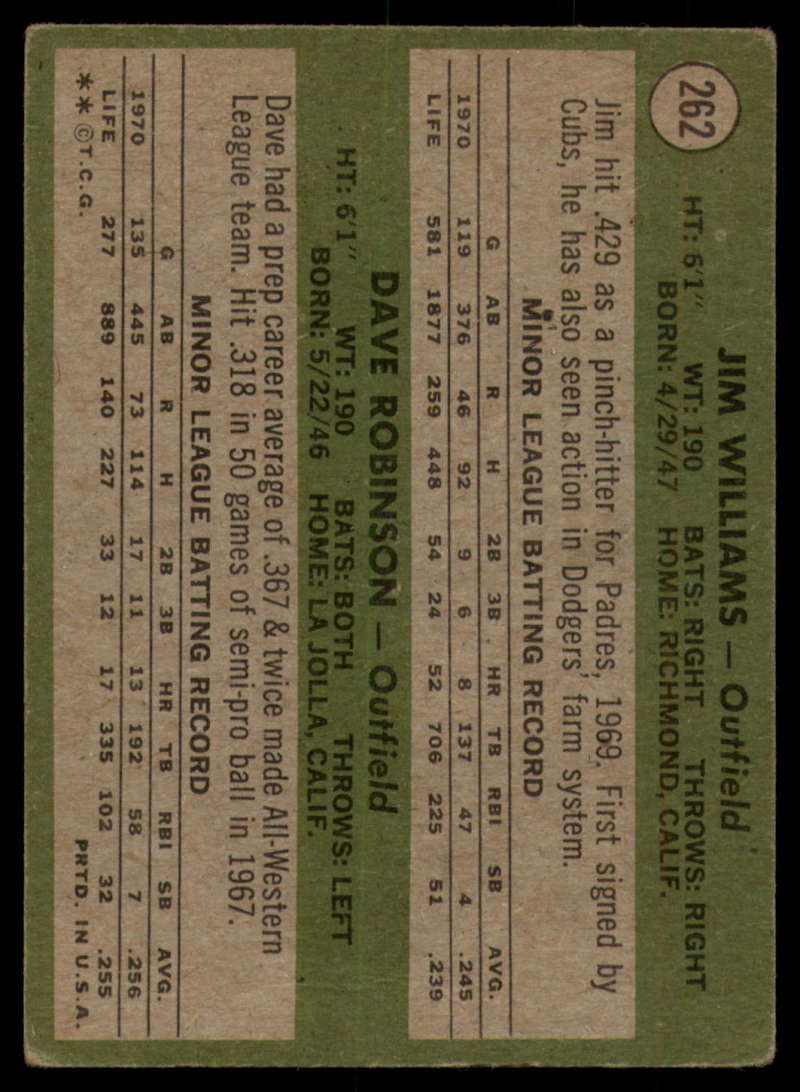 262
JIM WILLIAMS — Outfield
HT: 6'1" WT: 190 BATS: RIGHT THROWS: RIGHT
BORN: 4/29/47 HOME: RICHMOND, CALIF.
Jim hit .429 as a pinch-hitter for Padres, 1969. First signed by
Cubs, he has also seen action in Dodgers' farm system.
MINOR LEAGUE BATTING RECORD
G AB R H 2B 3B HR TB RBI SB AVG.
1970 119 376 46 92 9 6 8 137 47 4 .245
LIFE 581 1877 259 448 54 24 52 706 225 51 .239
DAVE ROBINSON — Outfield
HT: 6'1" WT: 190 BATS: BOTH THROWS: LEFT
BORN: 5/22/46 HOME: LA JOLLA, CALIF.
Dave had a prep career average of .367 & twice made All-Western
League team. Hit .318 in 50 games of semi-pro ball in 1967.
MINOR LEAGUE BATTING RECORD
G AB R H 2B 3B HR TB RBI SB AVG.
1970 135 445 73 114 17 11 13 192 58 7 .256
LIFE 277 889 140 227 33 12 17 335 102 32 .255
**©T.C.G. PRTD. IN U.S.A.